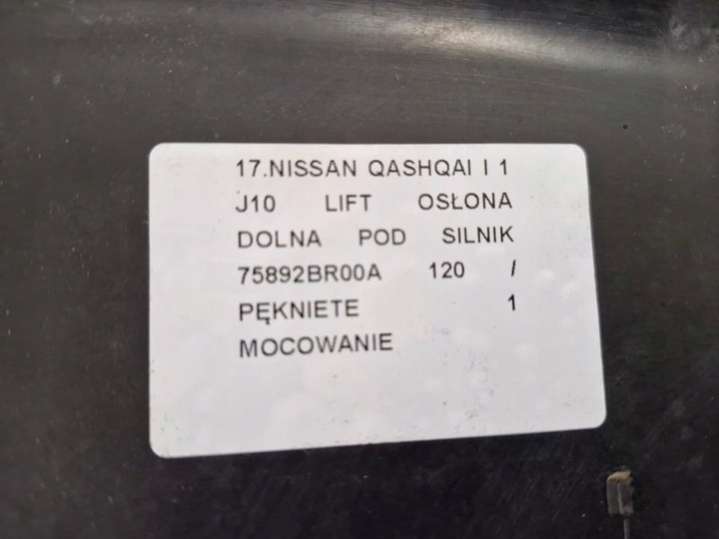 17.NISSAN QASHQAI I 1
J10 LIFT OSŁONA
DOLNA POD SILNIK
75892BR00A 120 /
PĘKNIETE 1
MOCOWANIE